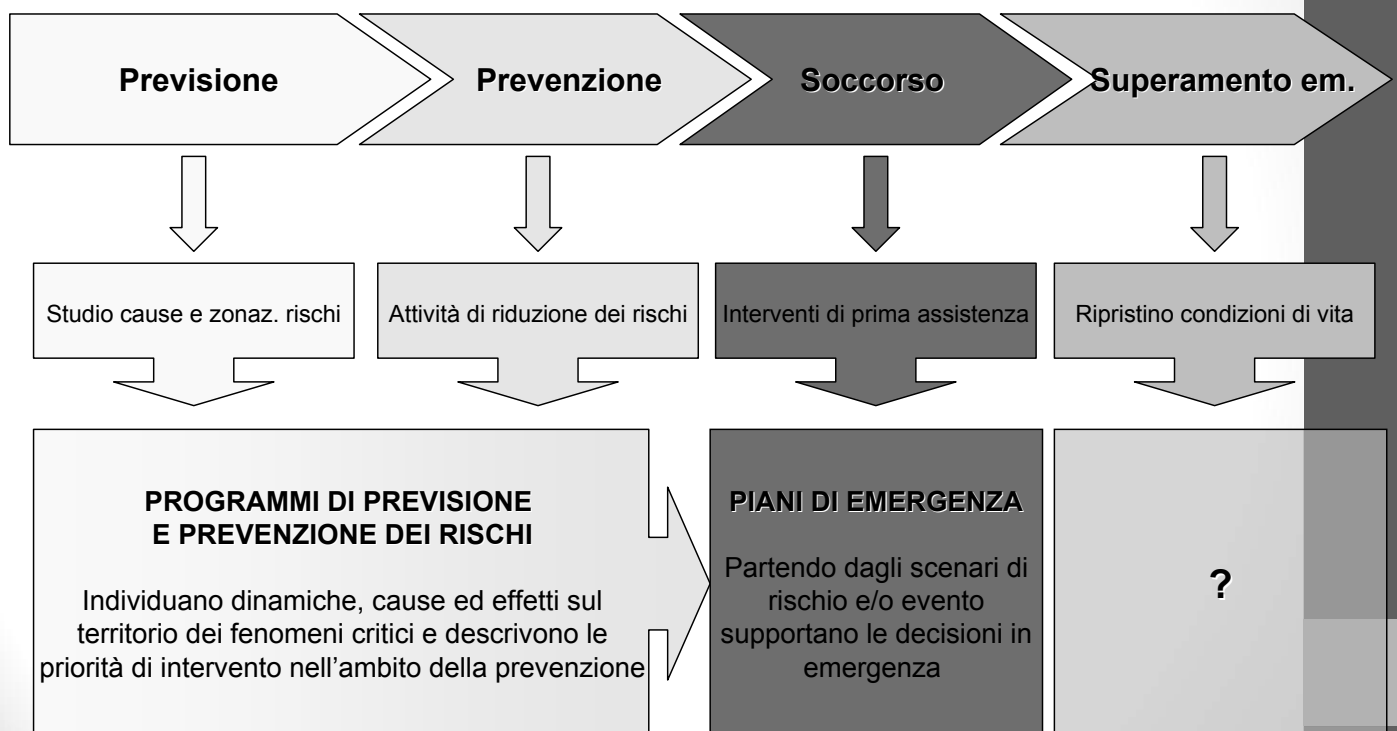 Previsione
Prevenzione
Soccorso
Superamento em.
Studio cause e zonaz. rischi
Attività di riduzione dei rischi
Interventi di prima assistenza
Ripristino condizioni di vita
PROGRAMMI DI PREVISIONE
E PREVENZIONE DEI RISCHI
Individuano dinamiche, cause ed effetti sul
territorio dei fenomeni critici e descrivono le
priorità di intervento nell’ambito della prevenzione
PIANI DI EMERGENZA
Partendo dagli scenari di
rischio e/o evento
supportano le decisioni in
emergenza
?